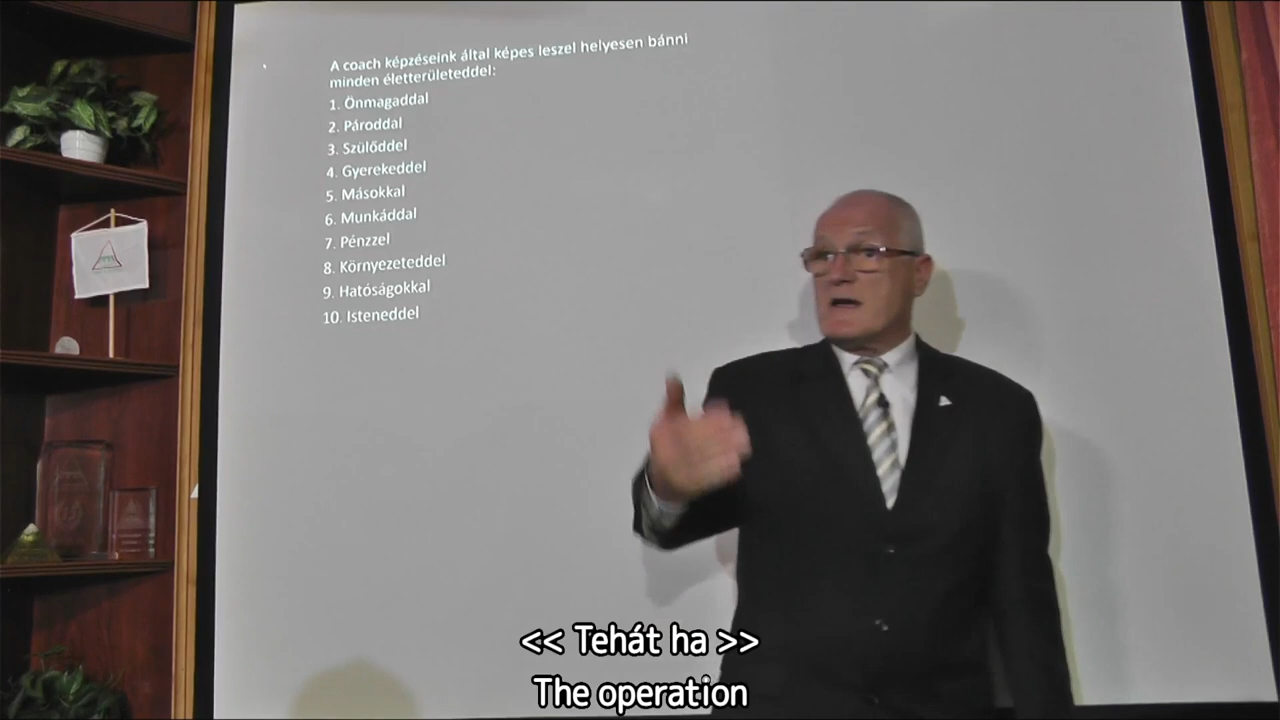 A coach képzéseink által képes leszel helyesen bánni
minden életterületeddel:
1. Önmagaddal
2. Pároddal
3. Szülőddel
4. Gyerekeddel
5. Másokkal
6. Munkáddal
7. Pénzzel
8. Környezeteddel
9. Hatóságokkal
10. Isteneddel
<< Tehát ha >>
The operation